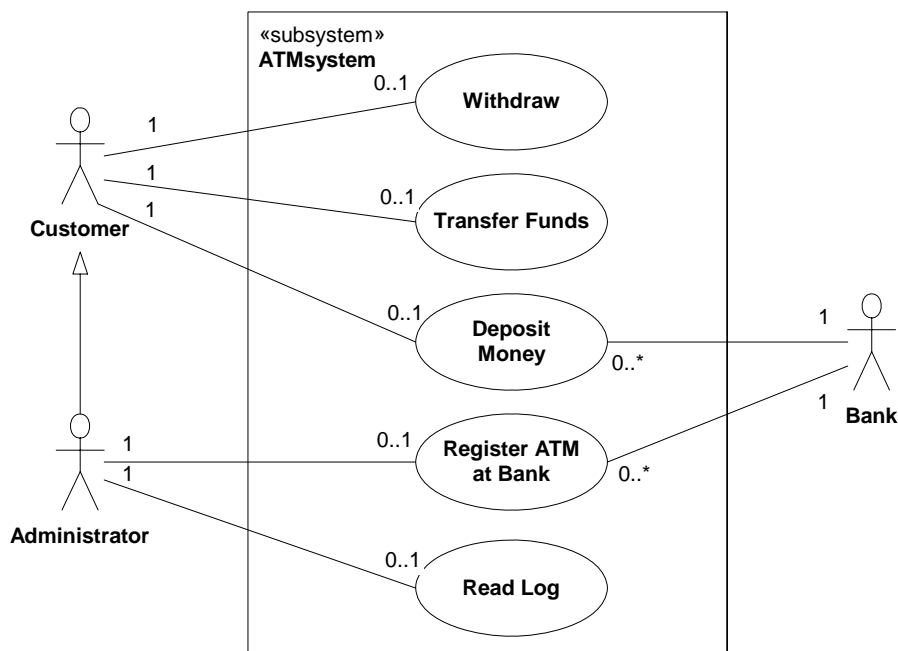 «subsystem»
ATMsystem
0..1
Withdraw
1
1
0..1
Transfer Funds
1
Customer
0..1
Deposit
Money
1
0..*
1
Bank
1
0..1
Register ATM
at Bank
0..*
1
Administrator
0..1
Read Log